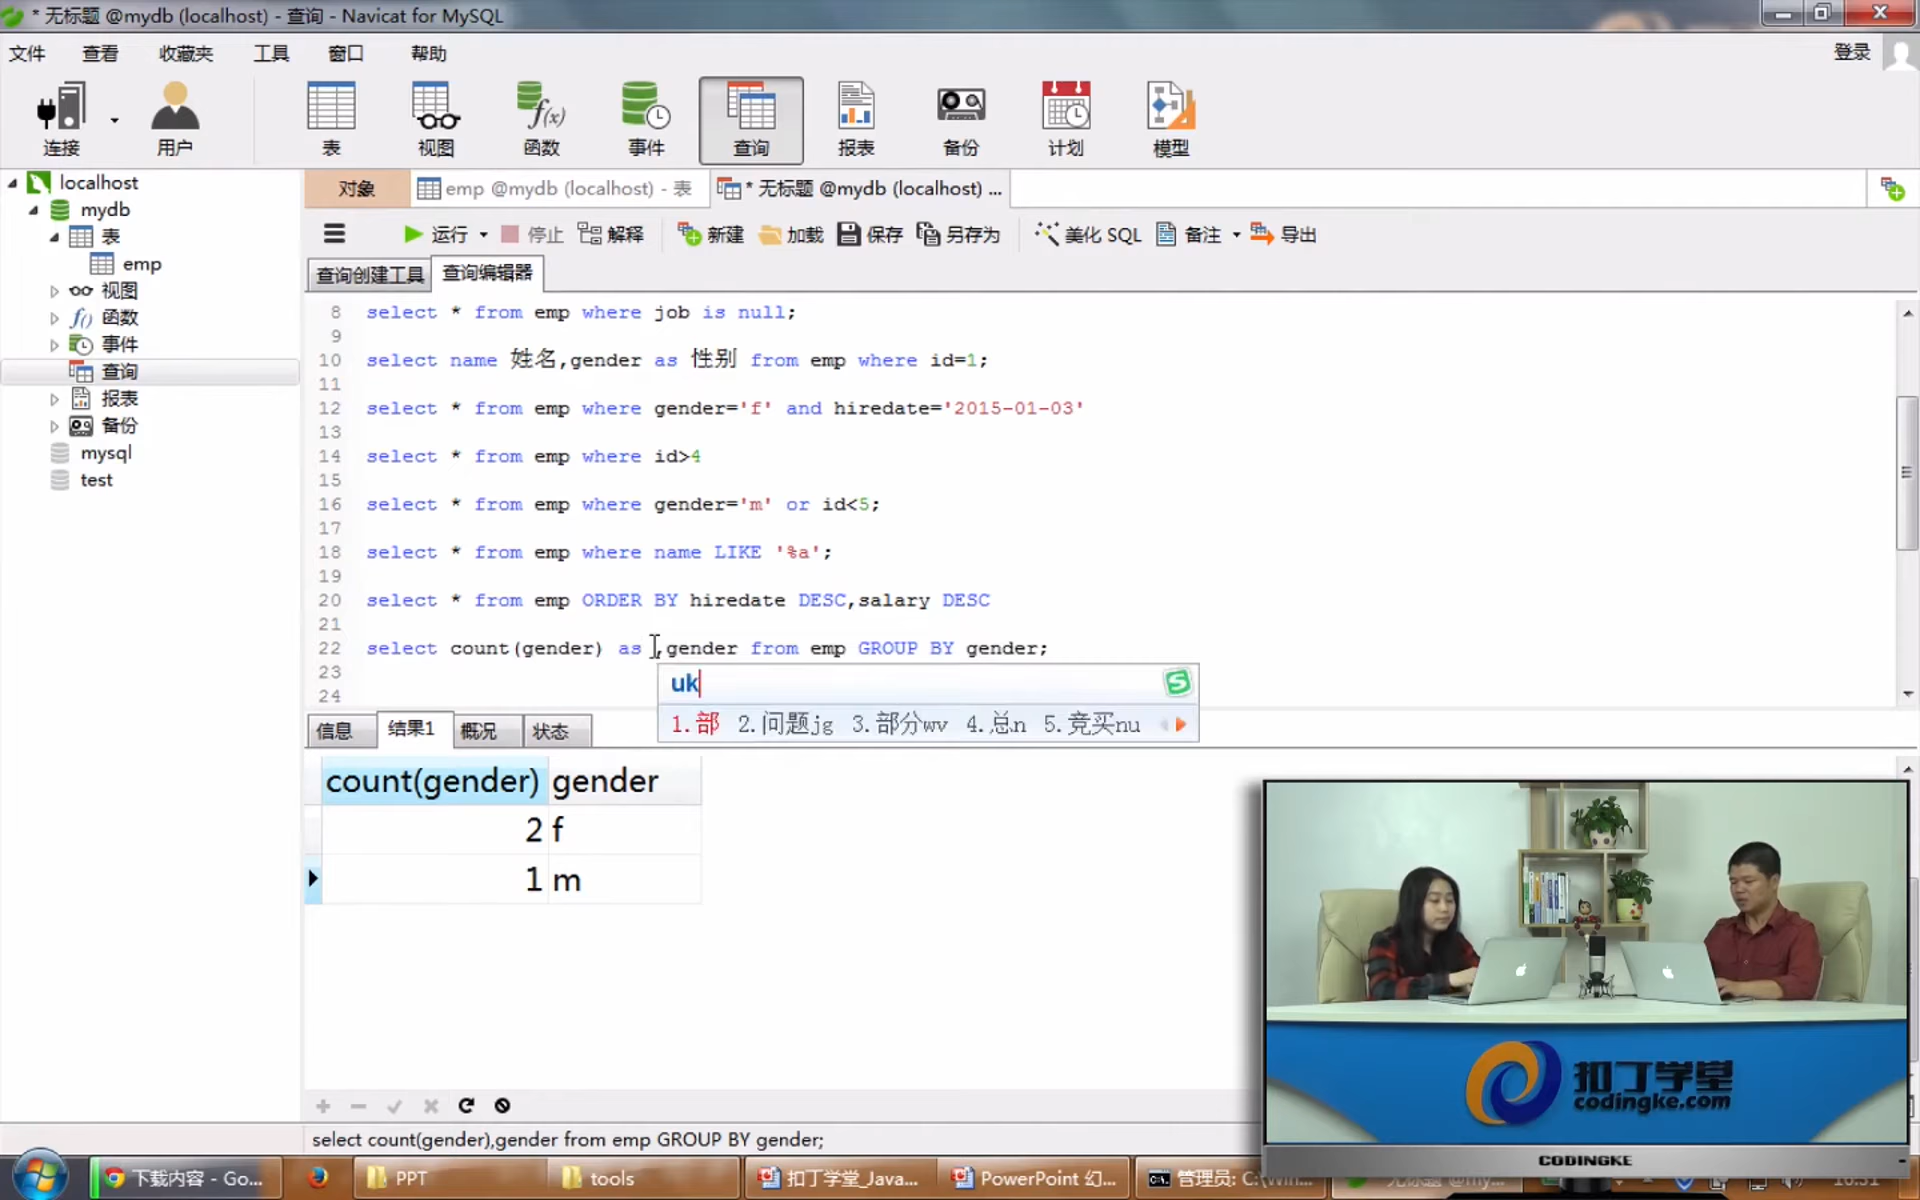 * 无标题 @mydb (localhost) - 查询 - Navicat for MySQL
文件 查看 收藏夹 工具 窗口 帮助 登录
连接 用户 表 视图 函数 事件 查询 报表 备份 计划 模型
localhost
mydb
表
emp
视图
函数
事件
查询
报表
备份
mysql
test
对象 emp @mydb (localhost) - 表 * 无标题 @mydb (localhost) ...
运行 停止 解释 新建 加载 保存 另存为 美化 SQL 备注 导出
查询创建工具 查询编辑器
8 select * from emp where job is null;
9
10 select name 姓名,gender as 性别 from emp where id=1;
11
12 select * from emp where gender='f' and hiredate='2015-01-03'
13
14 select * from emp where id>4
15
16 select * from emp where gender='m' or id<5;
17
18 select * from emp where name LIKE '%a';
19
20 select * from emp ORDER BY hiredate DESC,salary DESC
21
22 select count(gender) as ,gender from emp GROUP BY gender;
23
24
uk
1.部 2.问题jg 3.部分wv 4.总n 5.竞买nu
信息 结果1 概况 状态
count(gender) gender
2 f
1 m
扣丁学堂
codingke.com
CODINGKE
select count(gender),gender from emp GROUP BY gender;
下载内容 - Go... PPT tools 扣丁学堂_Java... PowerPoint 幻... 管理员: C:\Win...